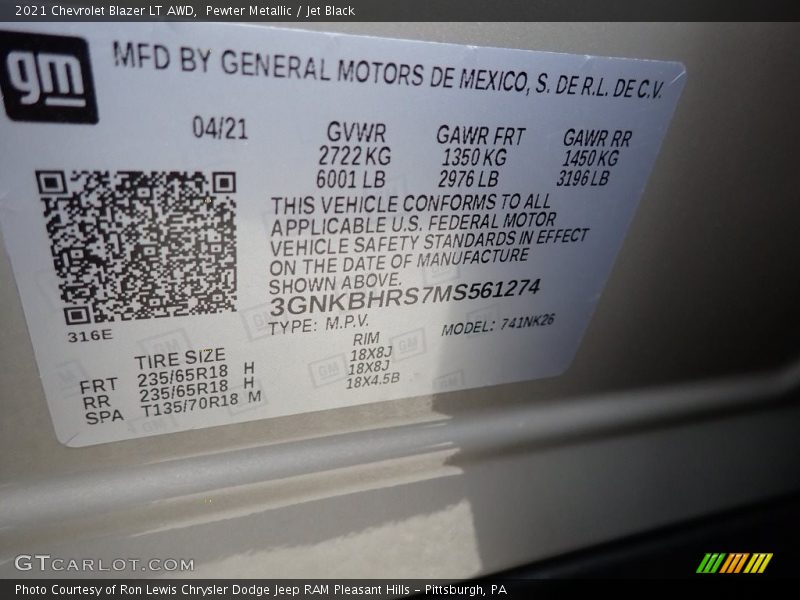 2021 Chevrolet Blazer LT AWD, Pewter Metallic / Jet Black
gm
MFD BY GENERAL MOTORS DE MEXICO, S. DE R.L. DE C.V.
04/21
GVWR GAWR FRT GAWR RR
2722 KG 1350 KG 1450 KG
6001 LB 2976 LB 3196 LB
THIS VEHICLE CONFORMS TO ALL
APPLICABLE U.S. FEDERAL MOTOR
VEHICLE SAFETY STANDARDS IN EFFECT
ON THE DATE OF MANUFACTURE
SHOWN ABOVE.
3GNKBHRS7MS561274
316E
TYPE: M.P.V. MODEL: 741NK26
TIRE SIZE RIM
FRT 235/65R18 H 18X8J
RR 235/65R18 H 18X8J
SPA T135/70R18 M 18X4.5B
GTCARLOT.COM
Photo Courtesy of Ron Lewis Chrysler Dodge Jeep RAM Pleasant Hills – Pittsburgh, PA